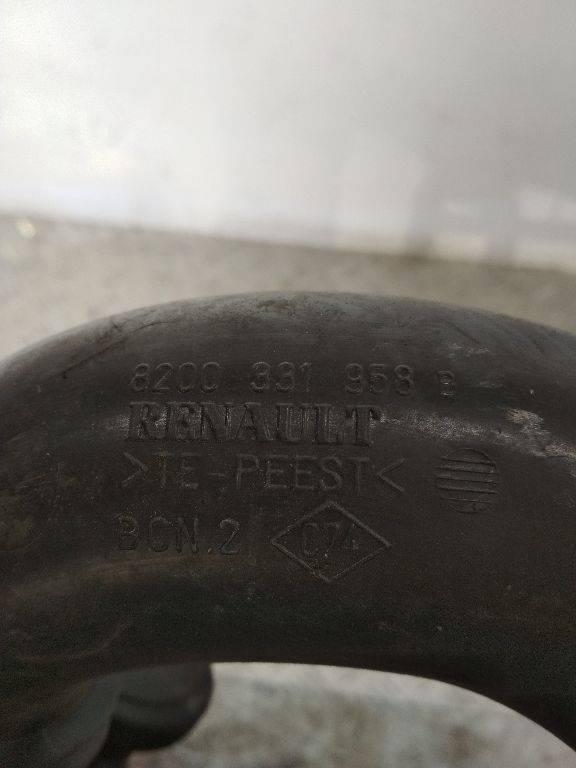 8200 331 958 B
RENAULT
>TE-PEEST<
BCN.2 C74